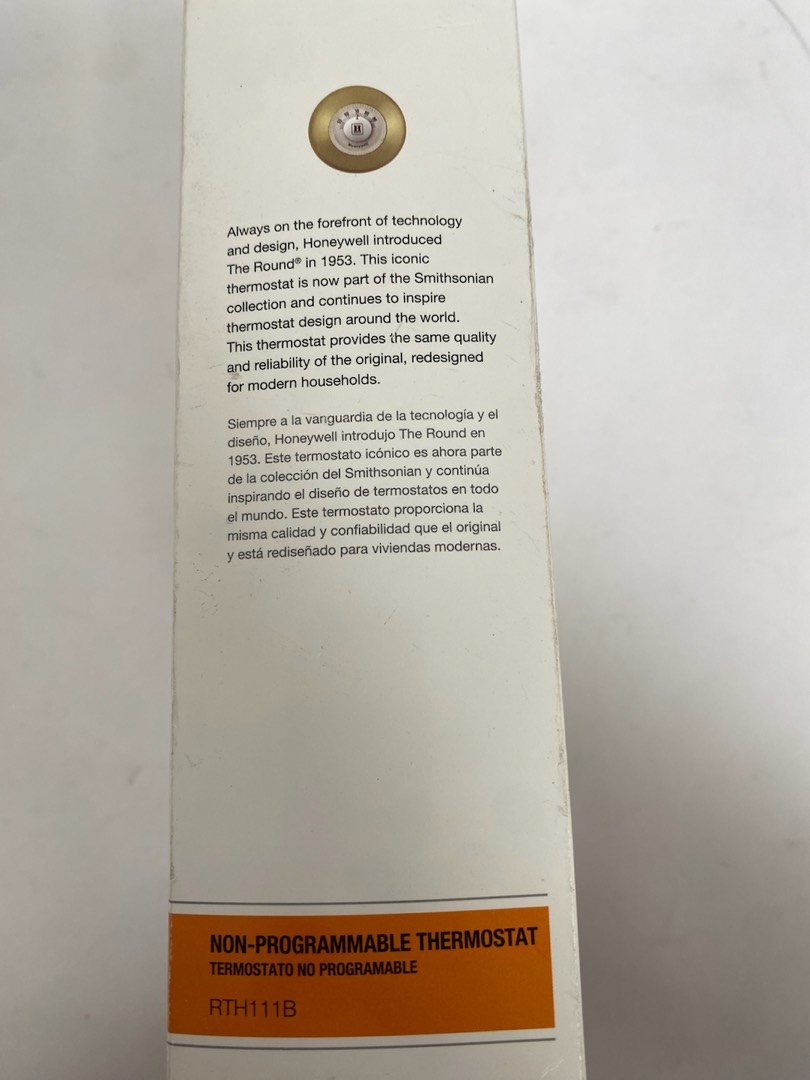 Always on the forefront of technology
and design, Honeywell introduced
The Round® in 1953. This iconic
thermostat is now part of the Smithsonian
collection and continues to inspire
thermostat design around the world.
This thermostat provides the same quality
and reliability of the original, redesigned
for modern households.
Siempre a la vanguardia de la tecnología y el
diseño, Honeywell introdujo The Round en
1953. Este termostato icónico es ahora parte
de la colección del Smithsonian y continúa
inspirando el diseño de termostatos en todo
el mundo. Este termostato proporciona la
misma calidad y confiabilidad que el original
y está rediseñado para viviendas modernas.
NON-PROGRAMMABLE THERMOSTAT
TERMOSTATO NO PROGRAMABLE
RTH111B